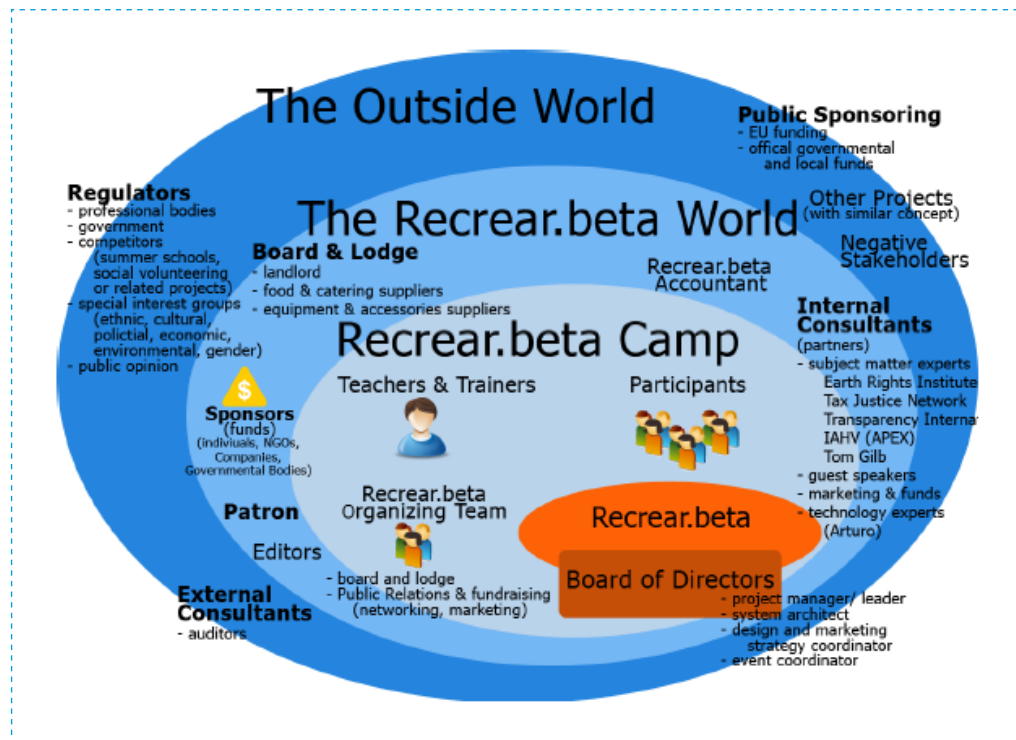 The Outside World
Public Sponsoring
- EU funding
- offical governmental
and local funds
Regulators
- professional bodies
- government
- competitors
(summer schools,
social volunteering
or related projects)
- special interest groups
(ethnic, cultural,
polictial, economic,
environmental, gender)
- public opinion
The Recrear.beta World
Other Projects
(with similar concept)
Negative
Stakeholders
Board & Lodge
- landlord
- food & catering suppliers
- equipment & accessories suppliers
Recrear.beta
Accountant
Internal
Consultants
(partners)
- subject matter experts
Earth Rights Institute
Tax Justice Network
Transparency Internat
IAHV (APEX)
Tom Gilb
- guest speakers
- marketing & funds
- technology experts
(Arturo)
Recrear.beta Camp
Teachers & Trainers
Participants
$
Sponsors
(funds)
(indiviuals, NGOs,
Companies,
Governmental Bodies)
Patron
Editors
Recrear.beta
Organizing Team
- board and lodge
- Public Relations & fundraising
(networking, marketing)
Recrear.beta
Board of Directors
- project manager/ leader
- system architect
- design and marketing
strategy coordinator
- event coordinator
External
Consultants
- auditors